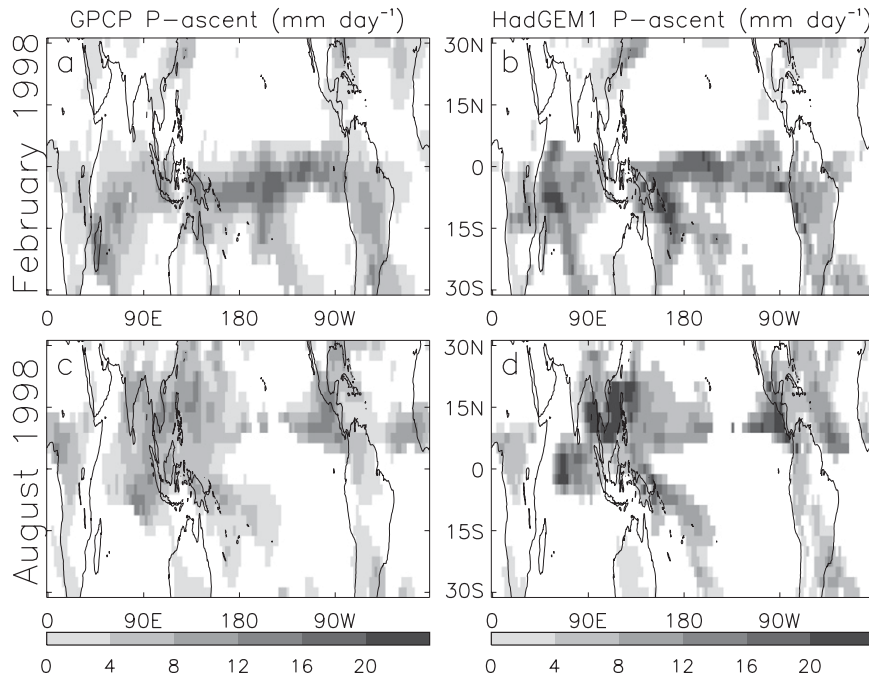 GPCP P-ascent (mm day⁻¹)
HadGEM1 P-ascent (mm day⁻¹)
February 1998
a
b
30N
15N
0
15S
30S
0 90E 180 90W
0 90E 180 90W
August 1998
c
d
30N
15N
0
15S
30S
0 90E 180 90W
0 90E 180 90W
0 4 8 12 16 20
0 4 8 12 16 20